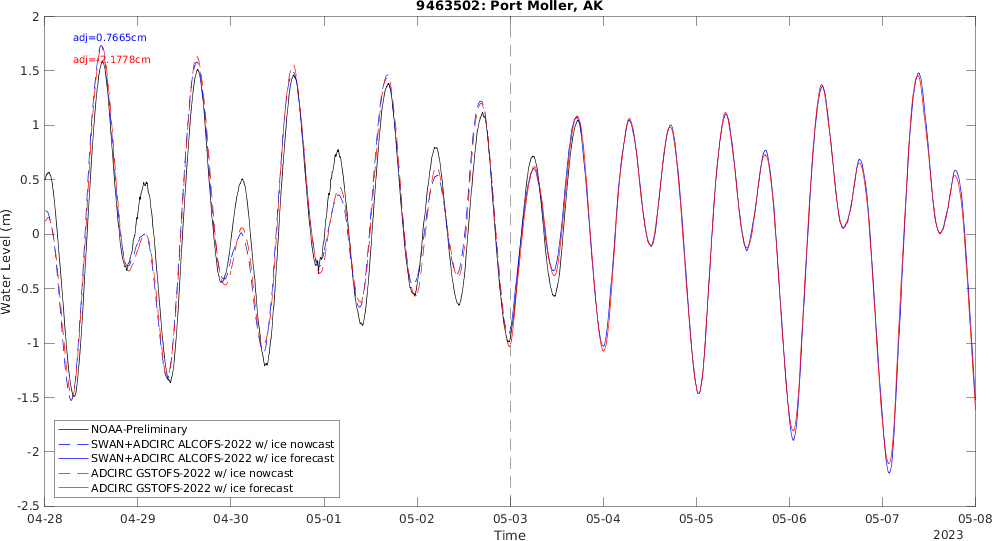 9463502: Port Moller, AK
adj=0.7665cm
adj=-2.1778cm
2
1.5
1
0.5
0
-0.5
-1
-1.5
-2
-2.5
Water Level (m)
NOAA-Preliminary
SWAN+ADCIRC ALCOFS-2022 w/ ice nowcast
SWAN+ADCIRC ALCOFS-2022 w/ ice forecast
ADCIRC GSTOFS-2022 w/ ice nowcast
ADCIRC GSTOFS-2022 w/ ice forecast
04-28 04-29 04-30 05-01 05-02 05-03 05-04 05-05 05-06 05-07 05-08
Time
2023